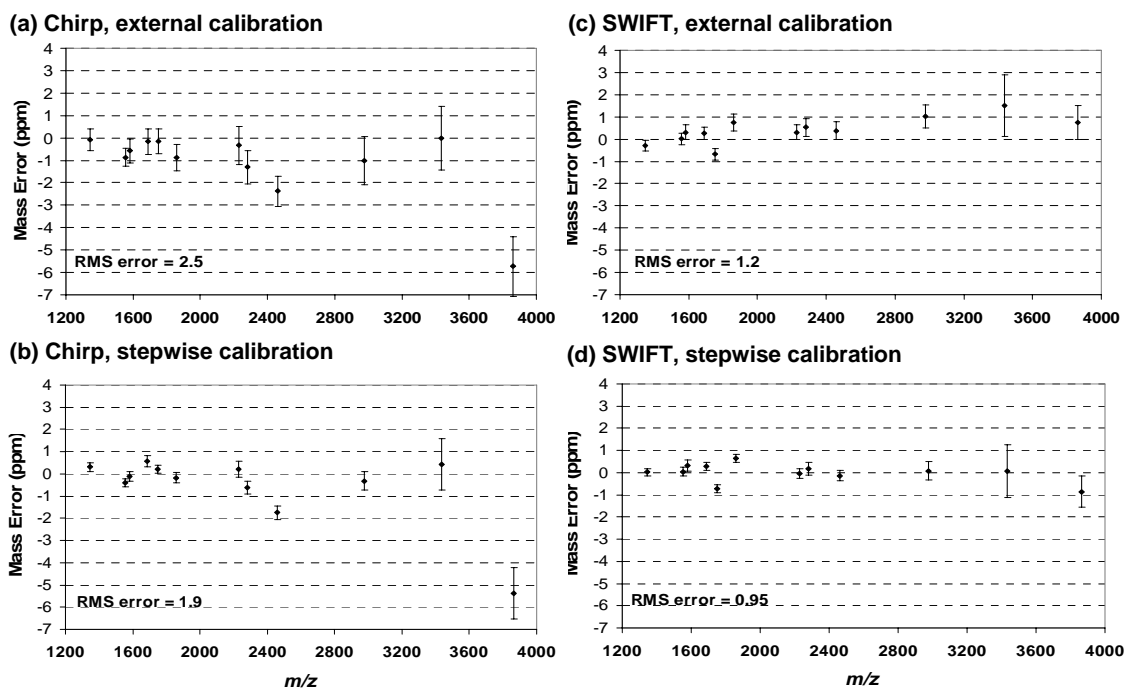 (a) Chirp, external calibration
4
3
2
1
0
-1
-2
-3
-4
-5
-6
-7
Mass Error (ppm)
RMS error = 2.5
1200 1600 2000 2400 2800 3200 3600 4000
(c) SWIFT, external calibration
4
3
2
1
0
-1
-2
-3
-4
-5
-6
-7
Mass Error (ppm)
RMS error = 1.2
1200 1600 2000 2400 2800 3200 3600 4000
(b) Chirp, stepwise calibration
4
3
2
1
0
-1
-2
-3
-4
-5
-6
-7
Mass Error (ppm)
RMS error = 1.9
1200 1600 2000 2400 2800 3200 3600 4000
m/z
(d) SWIFT, stepwise calibration
4
3
2
1
0
-1
-2
-3
-4
-5
-6
-7
Mass Error (ppm)
RMS error = 0.95
1200 1600 2000 2400 2800 3200 3600 4000
m/z